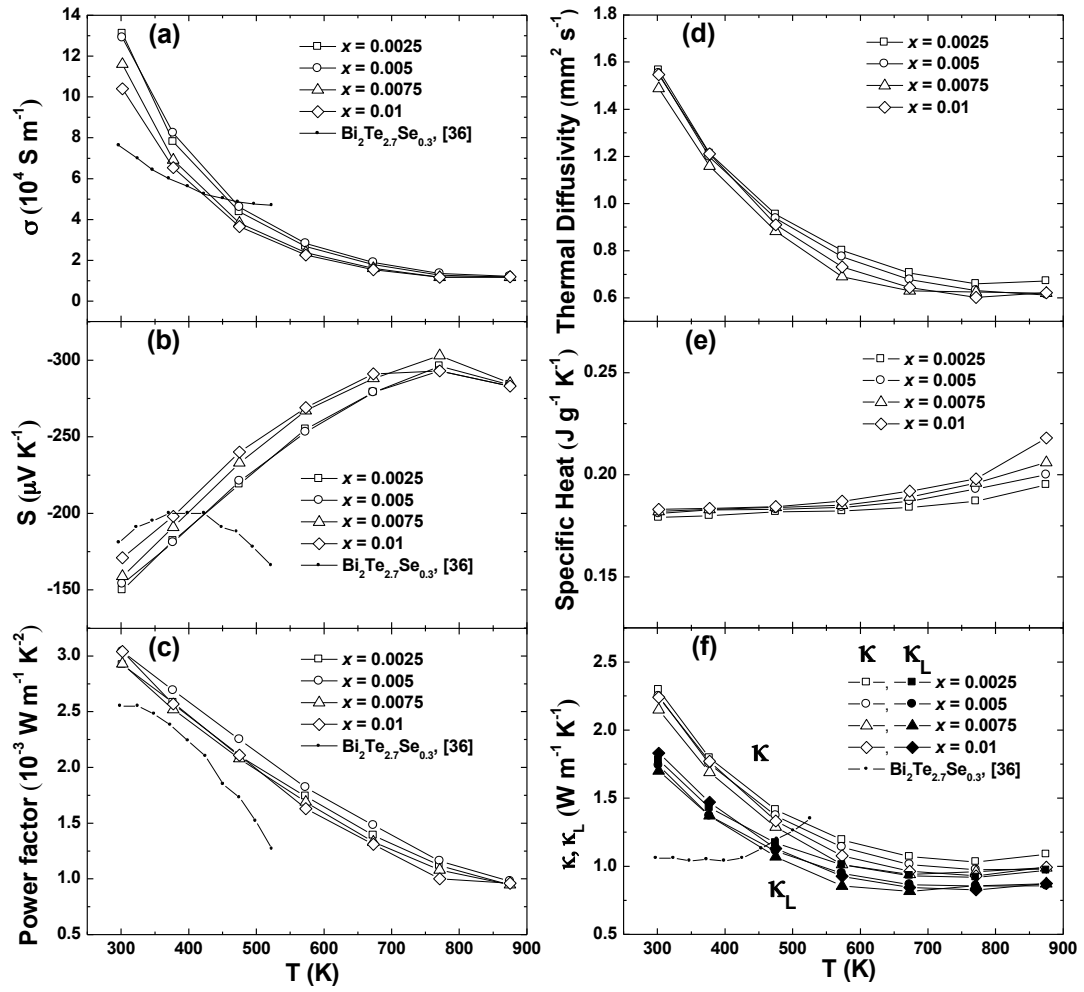 (a)
x = 0.0025
x = 0.005
x = 0.0075
x = 0.01
Bi₂Te₂.₇Se₀.₃, [36]
σ (10⁴ S m⁻¹)
14
12
10
8
6
4
2
0
(b)
x = 0.0025
x = 0.005
x = 0.0075
x = 0.01
Bi₂Te₂.₇Se₀.₃, [36]
S (μV K⁻¹)
-300
-250
-200
-150
(c)
x = 0.0025
x = 0.005
x = 0.0075
x = 0.01
Bi₂Te₂.₇Se₀.₃, [36]
Power factor (10⁻³ W m⁻¹ K⁻²)
3.0
2.5
2.0
1.5
1.0
0.5
300 400 500 600 700 800 900
T (K)
(d)
x = 0.0025
x = 0.005
x = 0.0075
x = 0.01
Thermal Diffusivity (mm² s⁻¹)
1.8
1.6
1.4
1.2
1.0
0.8
0.6
(e)
x = 0.0025
x = 0.005
x = 0.0075
x = 0.01
Specific Heat (J g⁻¹ K⁻¹)
0.25
0.20
0.15
(f)
κ κL
, x = 0.0025
, x = 0.005
, x = 0.0075
, x = 0.01
Bi₂Te₂.₇Se₀.₃, [36]
κ
κL
κ, κL (W m⁻¹ K⁻¹)
2.5
2.0
1.5
1.0
0.5
300 400 500 600 700 800 900
T (K)